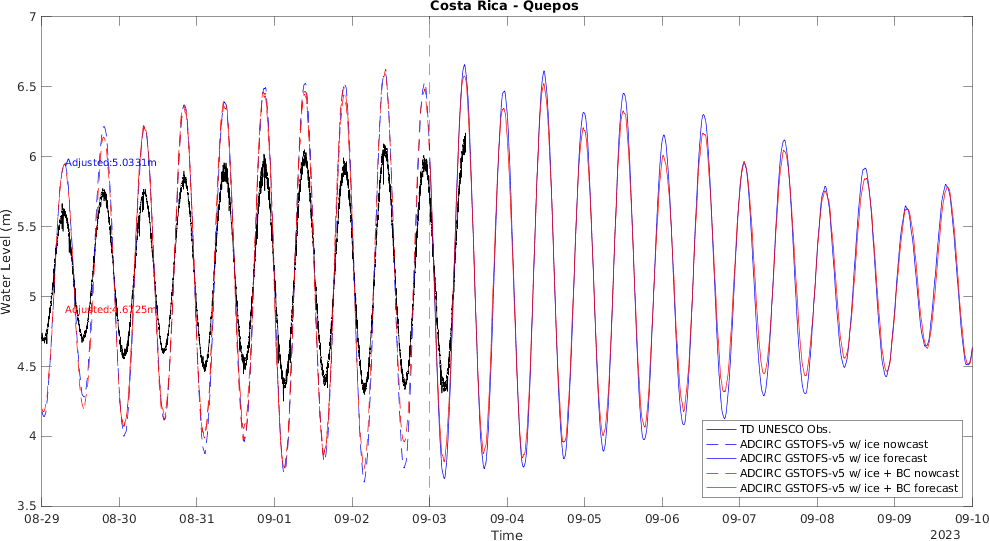 Costa Rica - Quepos
7
6.5
6
5.5
5
4.5
4
3.5
Water Level (m)
Adjusted:5.0331m
Adjusted:4.6725m
TD UNESCO Obs.
ADCIRC GSTOFS-v5 w/ ice nowcast
ADCIRC GSTOFS-v5 w/ ice forecast
ADCIRC GSTOFS-v5 w/ ice + BC nowcast
ADCIRC GSTOFS-v5 w/ ice + BC forecast
08-29 08-30 08-31 09-01 09-02 09-03 09-04 09-05 09-06 09-07 09-08 09-09 09-10
Time
2023